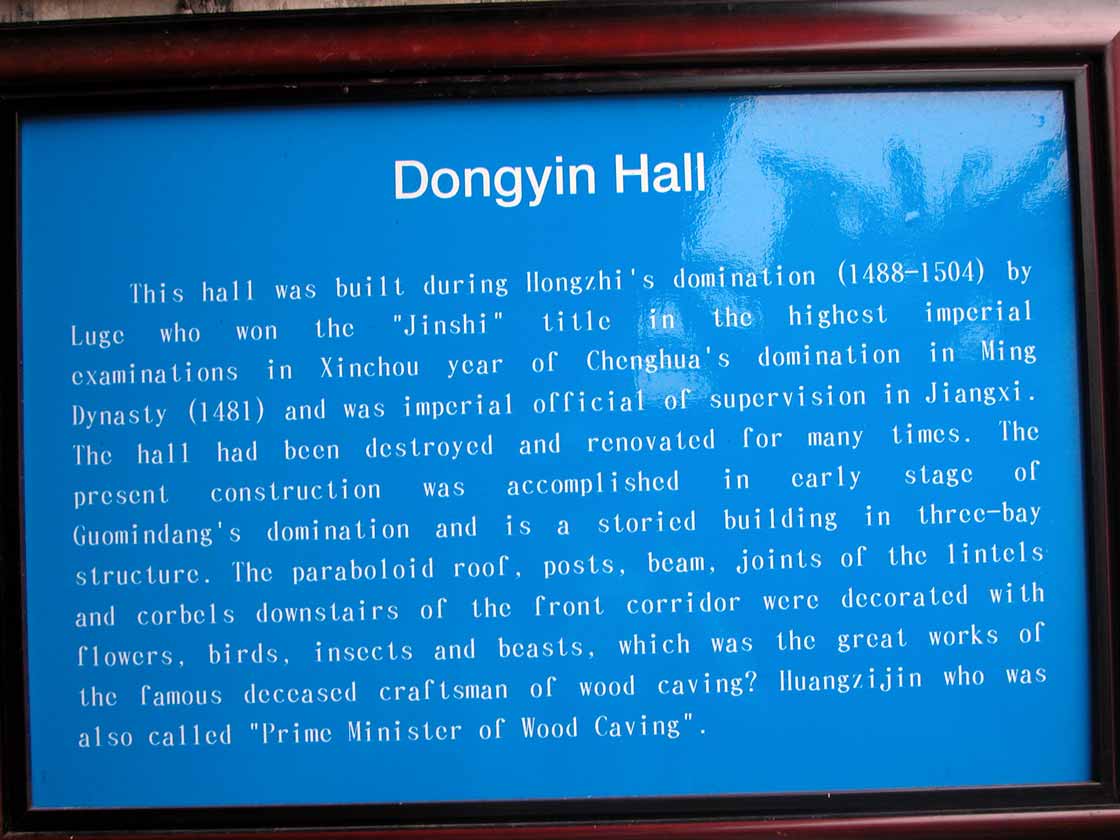 Dongyin Hall
This hall was built during Hongzhi's domination (1488-1504) by
Luge who won the "Jinshi" title in the highest imperial
examinations in Xinchou year of Chenghua's domination in Ming
Dynasty (1481) and was imperial official of supervision in Jiangxi.
The hall had been destroyed and renovated for many times. The
present construction was accomplished in early stage of
Guomindang's domination and is a storied building in three-bay
structure. The paraboloid roof, posts, beam, joints of the lintels
and corbels downstairs of the front corridor were decorated with
flowers, birds, insects and beasts, which was the great works of
the famous deceased craftsman of wood caving? Huangzijin who was
also called "Prime Minister of Wood Caving".